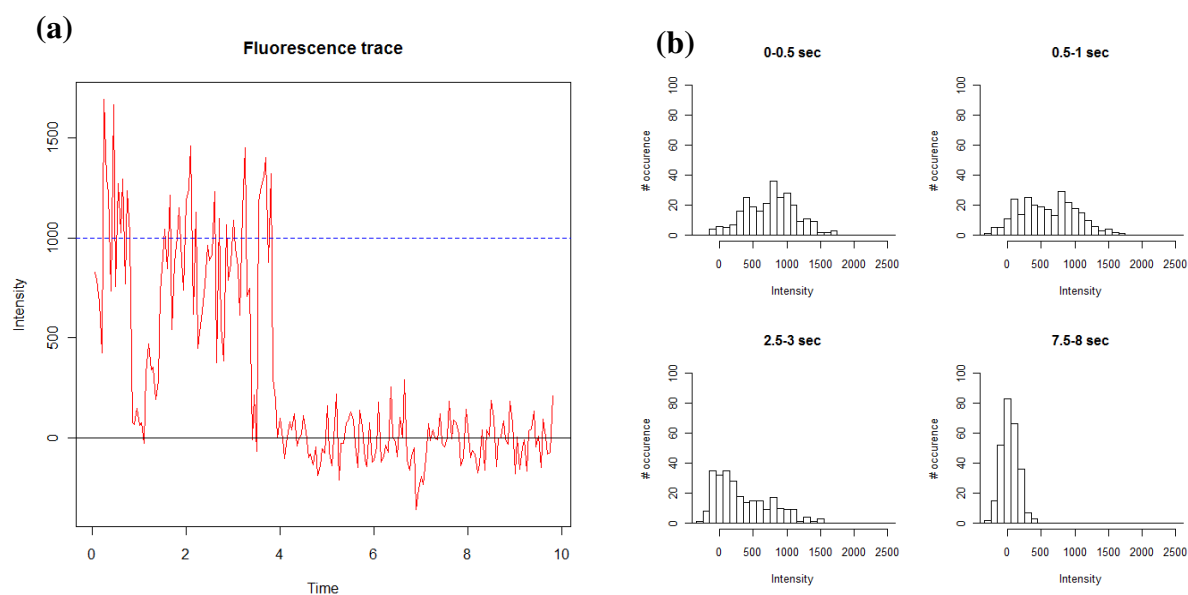 (a)
Fluorescence trace
Intensity
1500
1000
500
0
0 2 4 6 8 10
Time
(b)
0-0.5 sec
# occurence
100
80
60
40
20
0
0 500 1000 1500 2000 2500
Intensity
0.5-1 sec
# occurence
100
80
60
40
20
0
0 500 1000 1500 2000 2500
Intensity
2.5-3 sec
# occurence
100
80
60
40
20
0
0 500 1000 1500 2000 2500
Intensity
7.5-8 sec
# occurence
100
80
60
40
20
0
0 500 1000 1500 2000 2500
Intensity